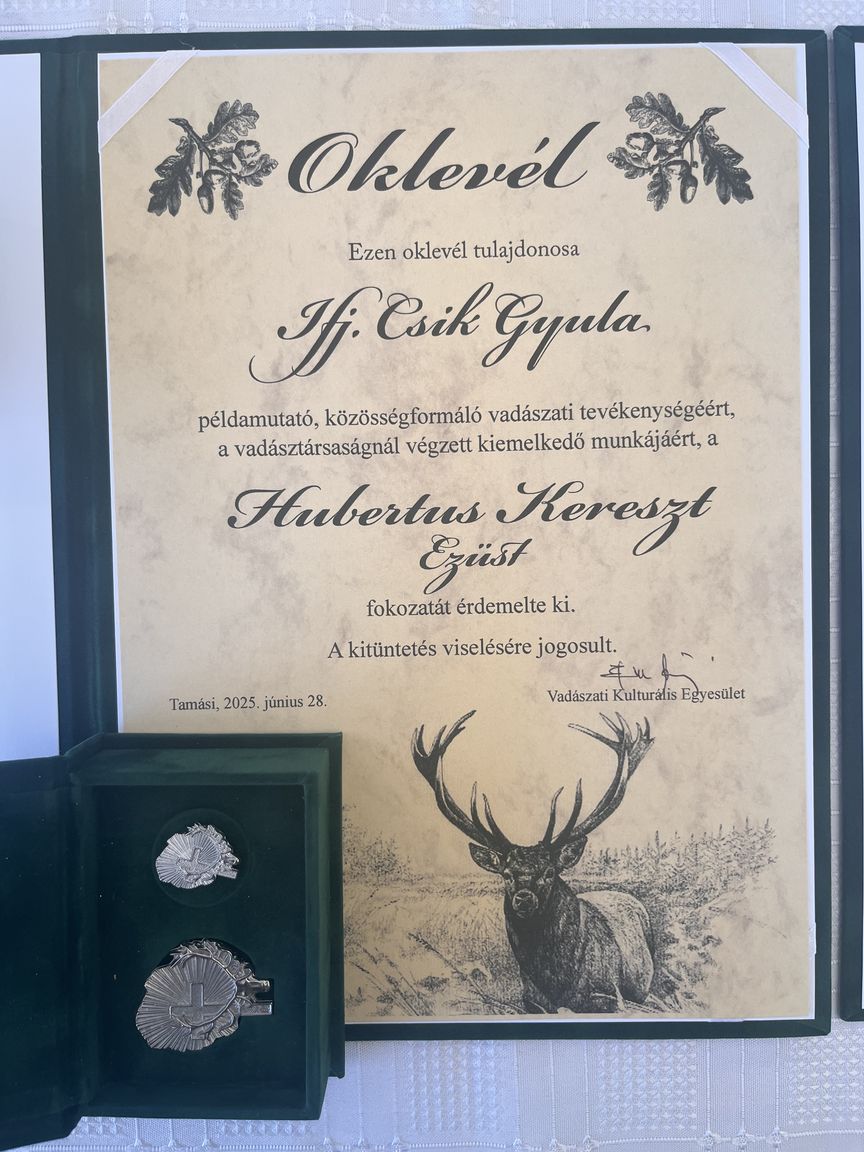 Oklevél
Ezen oklevél tulajdonosa
Ifj. Csik Gyula
példamutató, közösségformáló vadászati tevékenységéért,
a vadásztársaságnál végzett kiemelkedő munkájáért, a
Hubertus Kereszt
Ezüst
fokozatát érdemelte ki.
A kitüntetés viselésére jogosult.
Tamási, 2025. június 28.
Vadászati Kulturális Egyesület